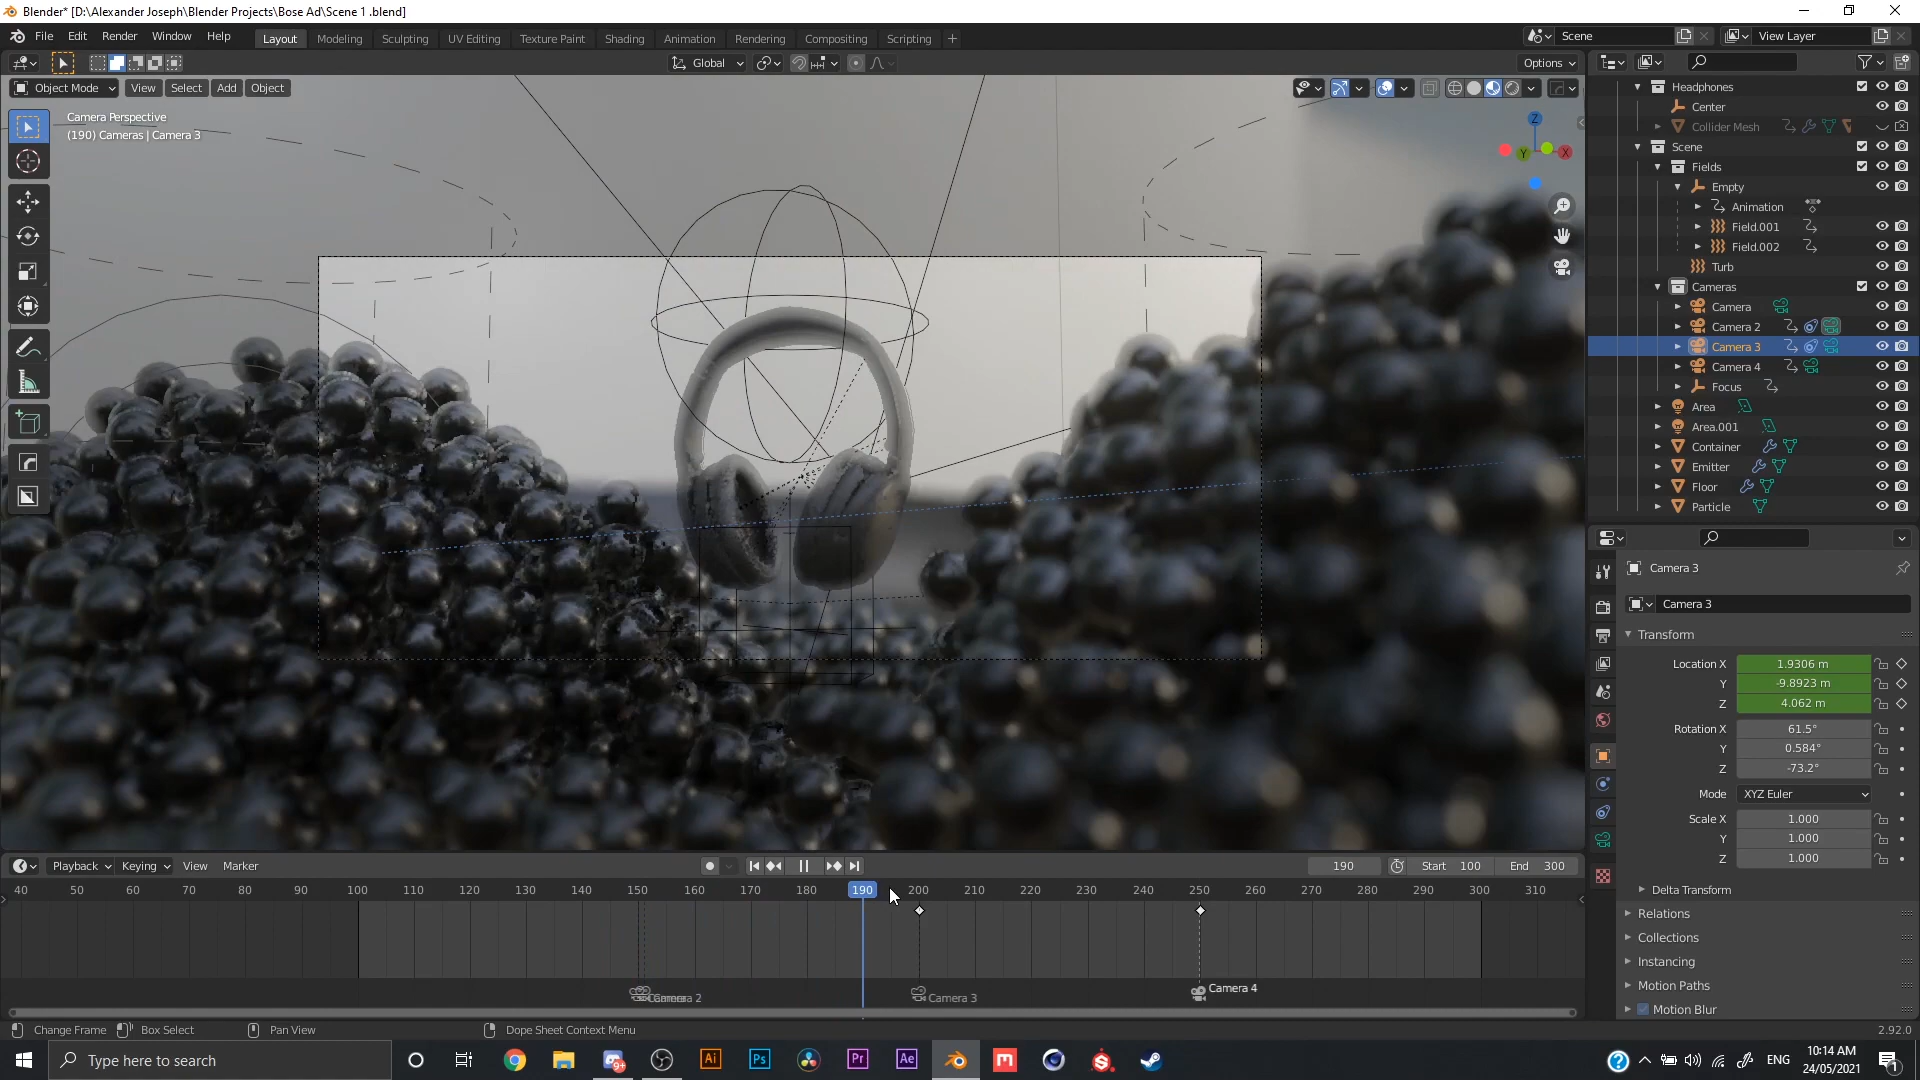 Blender* [D:\Alexander Joseph\Blender Projects\Bose Ad\Scene 1 .blend]
File Edit Render Window Help
Layout Modeling Sculpting UV Editing Texture Paint Shading Animation Rendering Compositing Scripting +
Scene View Layer
Global Options
Object Mode View Select Add Object
Camera Perspective
(190) Cameras | Camera 3
Z
Y X
Headphones
Center
Collider Mesh
Scene
Fields
Empty
Animation
Field.001
Field.002
Turb
Cameras
Camera
Camera 2
Camera 3
Camera 4
Focus
Area
Area.001
Container
Emitter
Floor
Particle
Camera 3
Camera 3
Transform
Location X 1.9306 m
Y -9.8923 m
Z 4.062 m
Rotation X 61.5°
Y 0.584°
Z -73.2°
Mode XYZ Euler
Scale X 1.000
Y 1.000
Z 1.000
Delta Transform
Relations
Collections
Instancing
Motion Paths
Motion Blur
Playback Keying View Marker 190 Start 100 End 300
40 50 60 70 80 90 100 110 120 130 140 150 160 170 180 190 200 210 220 230 240 250 260 270 280 290 300 310
Camera 2 Camera 3 Camera 4
Change Frame Box Select Pan View Dope Sheet Context Menu 2.92.0
Type here to search
9+ Ai Ps Pr Ae
ENG
10:14 AM
24/05/2021
1